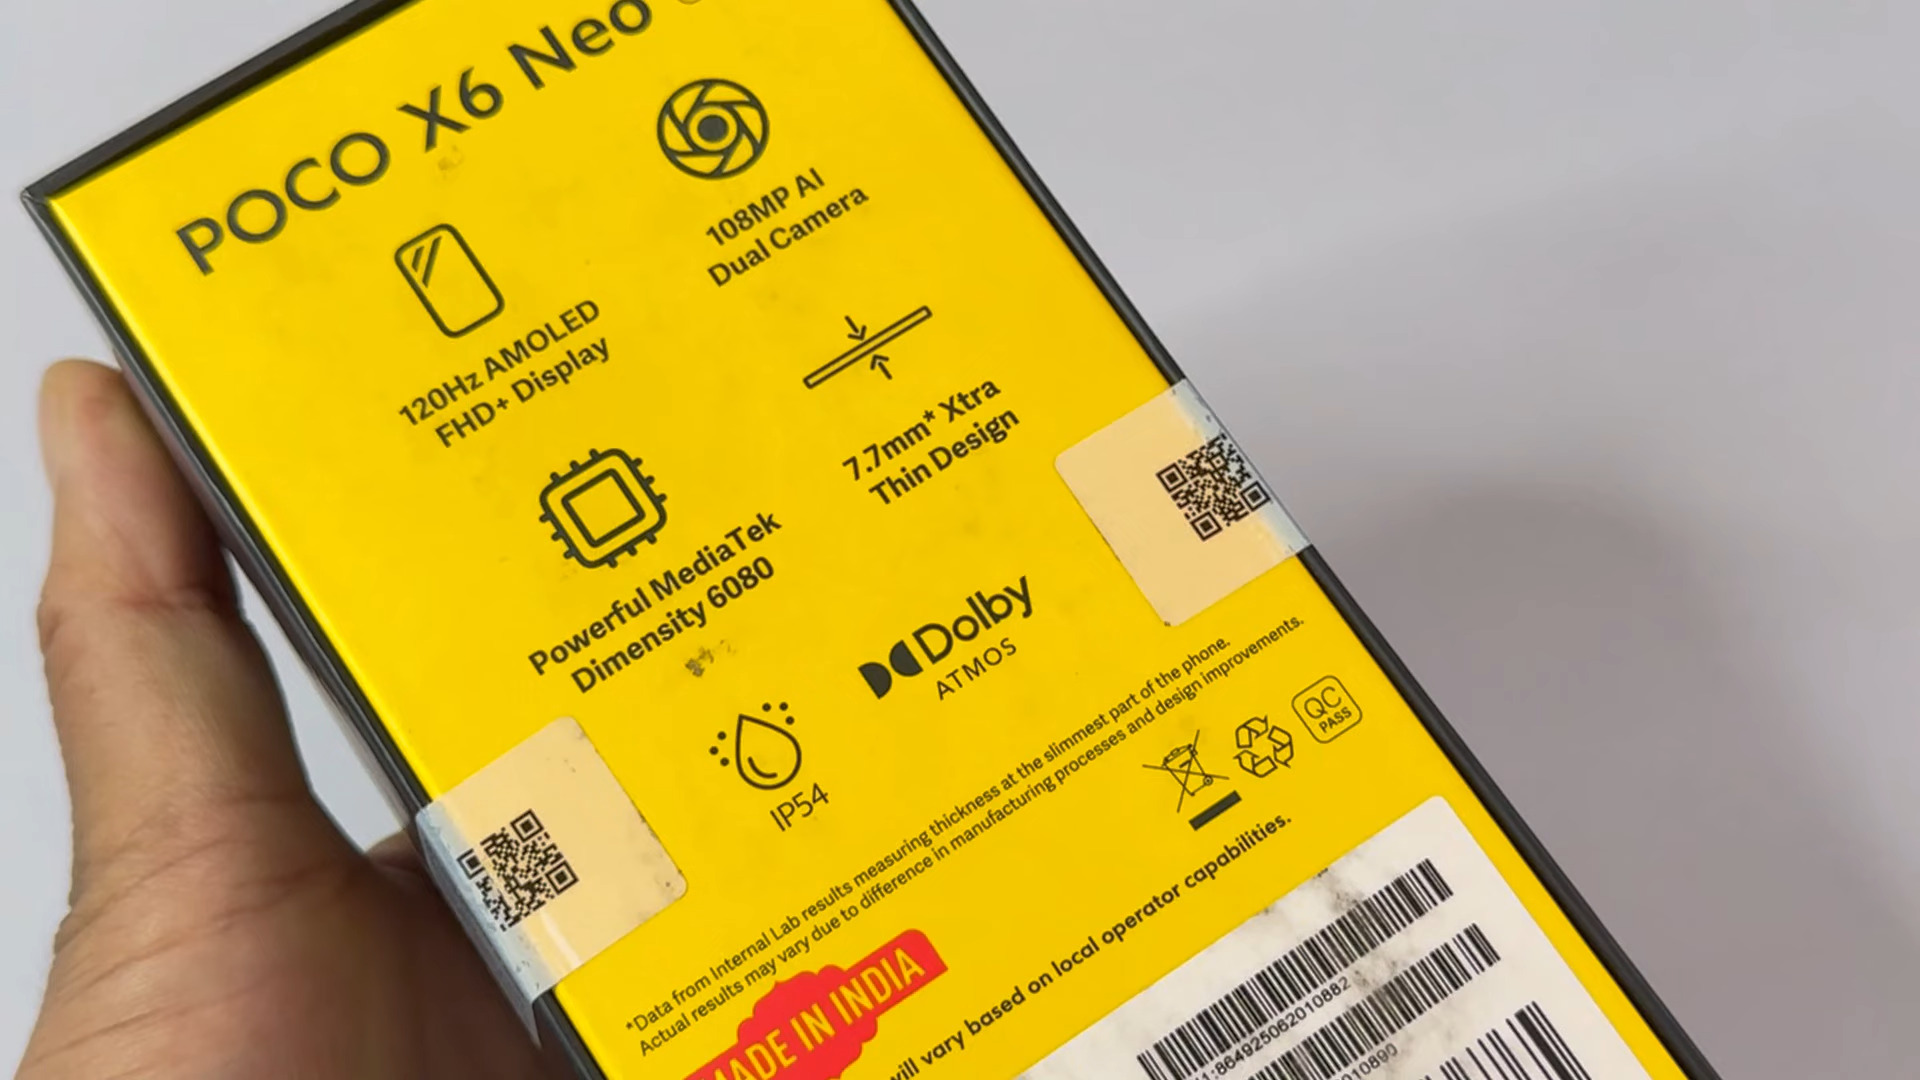 POCO X6 Neo
108MP AI
Dual Camera
120Hz AMOLED
FHD+ Display
7.7mm* Xtra
Thin Design
Powerful MediaTek
Dimensity 6080
Dolby
ATMOS
IP54
QC
PASS
*Data from Internal Lab results measuring thickness at the slimmest part of the phone.
Actual results may vary due to difference in manufacturing processes and design improvements.
MADE IN INDIA
will vary based on local operator capabilities.
1:864925062010882